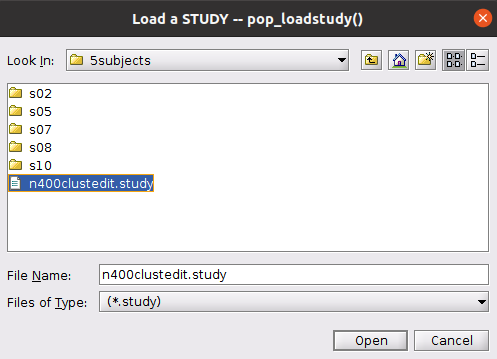 Load a STUDY -- pop_loadstudy()
Look In: 5subjects
s02
s05
s07
s08
s10
n400clustedit.study
File Name: n400clustedit.study
Files of Type: (*.study)
Open Cancel